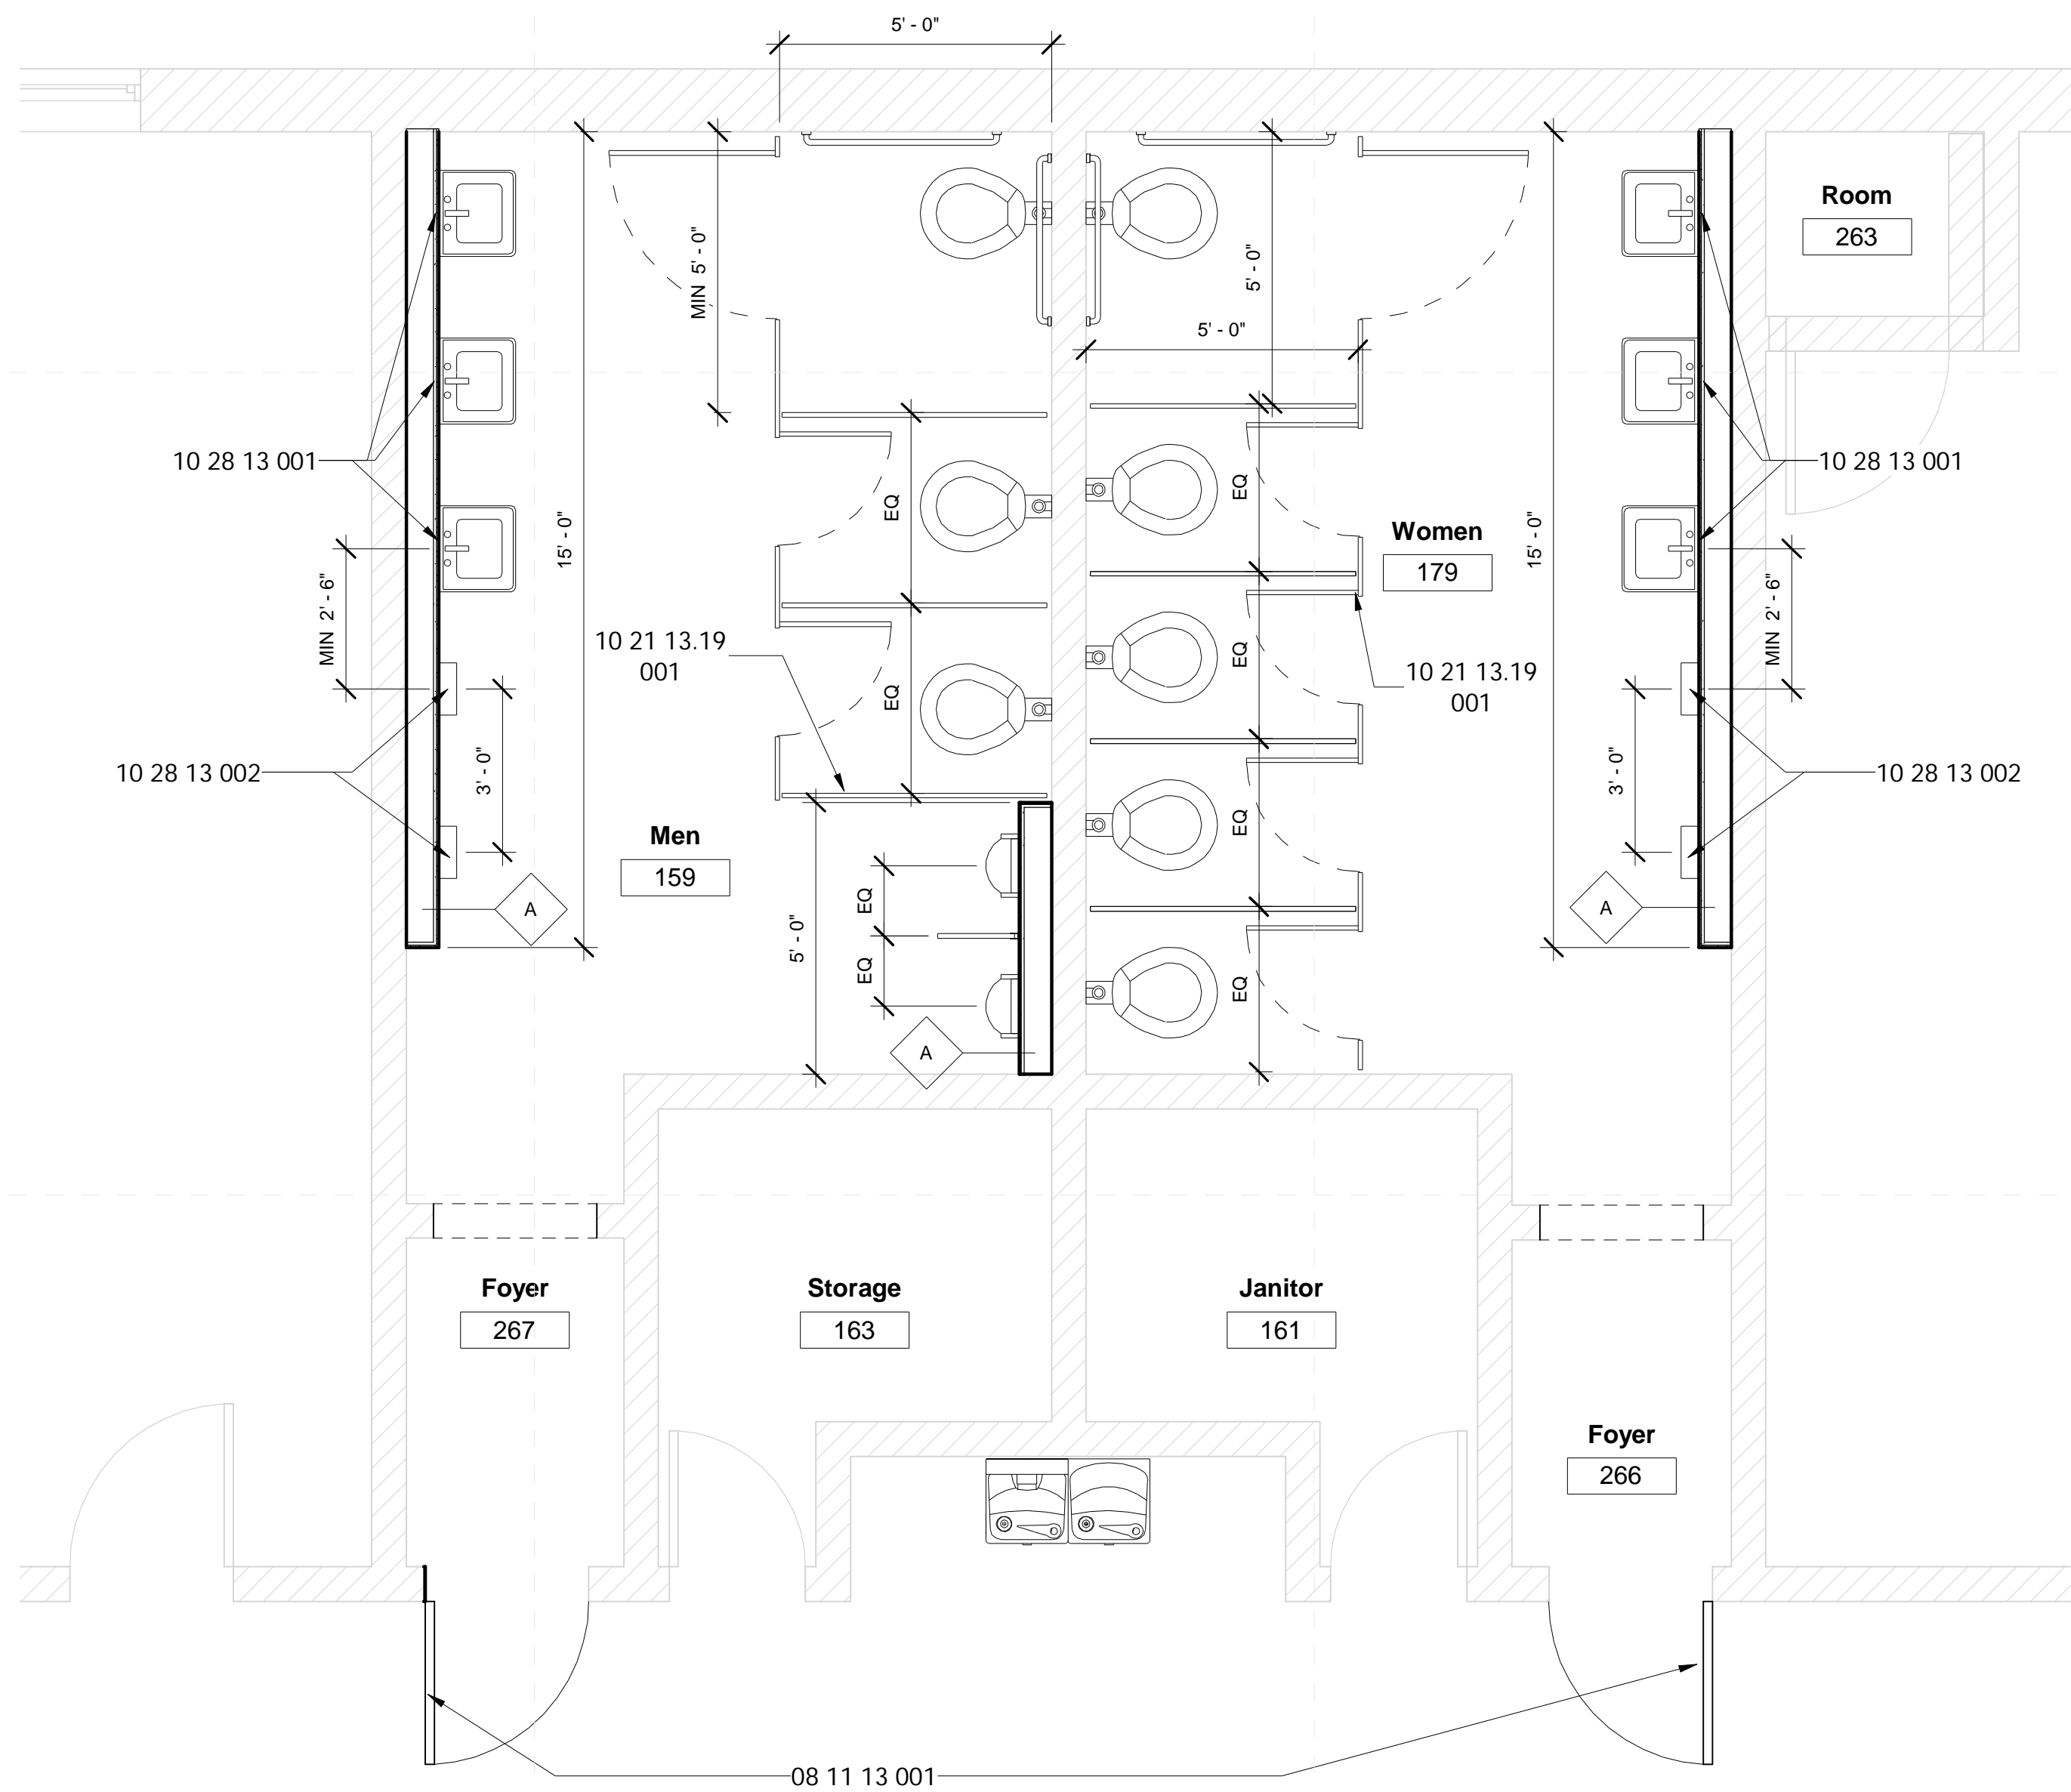 5' - 0"
Room
263
MIN 5' - 0"
5' - 0"
5' - 0"
10 28 13 001
10 28 13 001
15' - 0"
EQ
EQ
Women
179
15' - 0"
MIN 2' - 6"
MIN 2' - 6"
10 21 13.19
001
10 21 13.19
001
EQ
EQ
3' - 0"
3' - 0"
10 28 13 002
10 28 13 002
Men
159
EQ
A
A
EQ
5' - 0"
EQ
EQ
A
Foyer
267
Storage
163
Janitor
161
Foyer
266
08 11 13 001